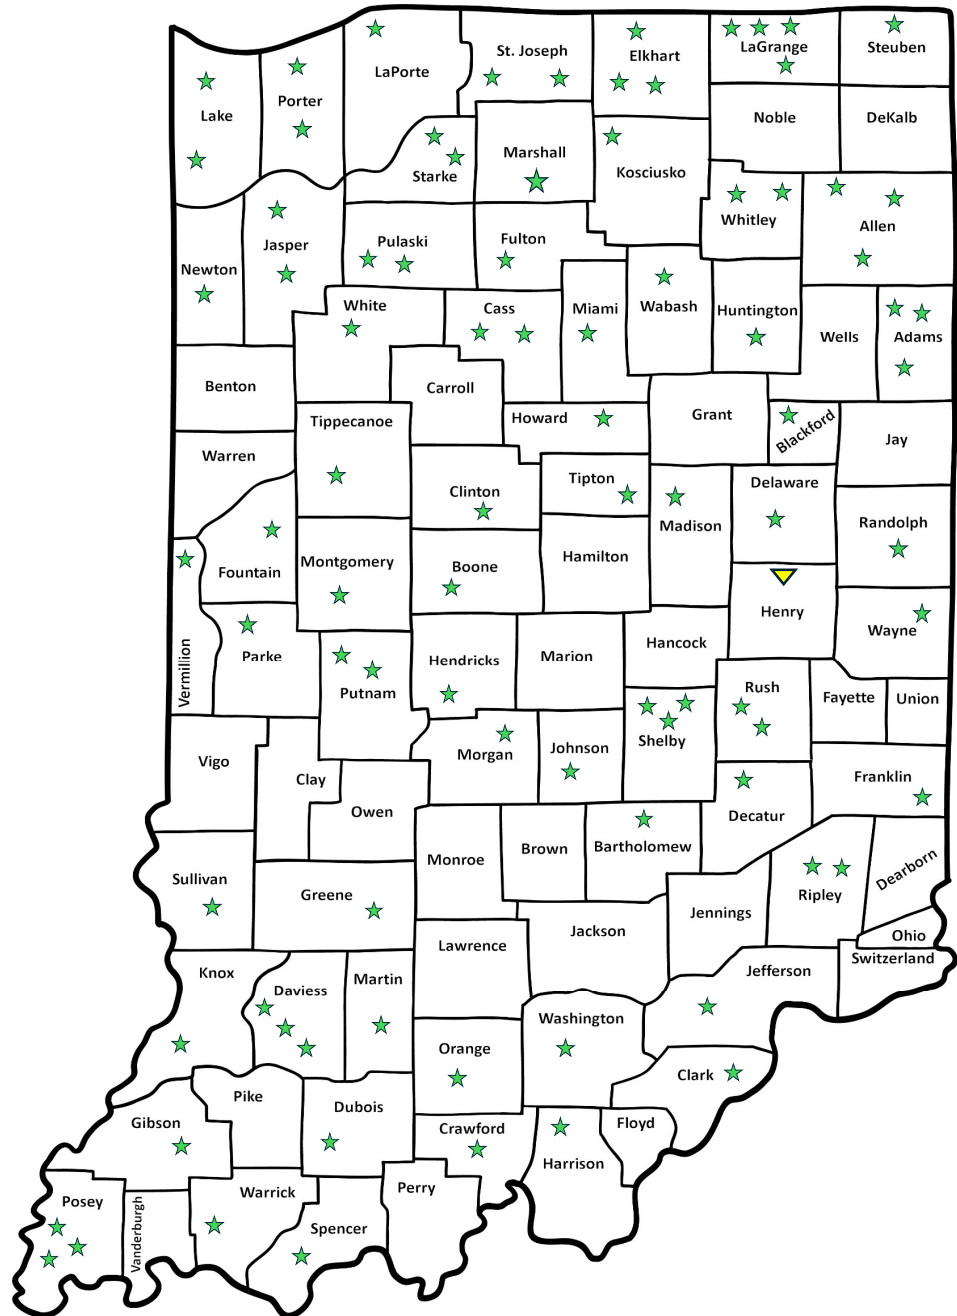 St. Joseph
Elkhart
LaGrange
Steuben
LaPorte
Porter
Lake
Noble
DeKalb
Marshall
Starke
Kosciusko
Whitley
Allen
Jasper
Pulaski
Fulton
Newton
White
Cass
Miami
Wabash
Huntington
Wells
Adams
Benton
Carroll
Tippecanoe
Howard
Grant
Blackford
Jay
Warren
Clinton
Tipton
Madison
Delaware
Randolph
Fountain
Montgomery
Boone
Hamilton
Henry
Wayne
Vermillion
Parke
Putnam
Hendricks
Marion
Hancock
Rush
Fayette
Union
Vigo
Clay
Morgan
Johnson
Shelby
Franklin
Owen
Monroe
Brown
Bartholomew
Decatur
Dearborn
Sullivan
Greene
Ripley
Jennings
Ohio
Switzerland
Lawrence
Jackson
Jefferson
Knox
Daviess
Martin
Washington
Orange
Clark
Gibson
Pike
Dubois
Crawford
Floyd
Harrison
Posey
Vanderburgh
Warrick
Spencer
Perry